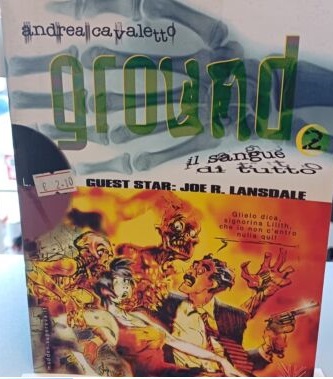 andrea cavaletto
ground
2
il sangue
di tutto
L.
€ 2.10
GUEST STAR: JOE R. LANSDALE
Glielo dica,
signorina Lilith,
che io non c'entro
nulla qui!